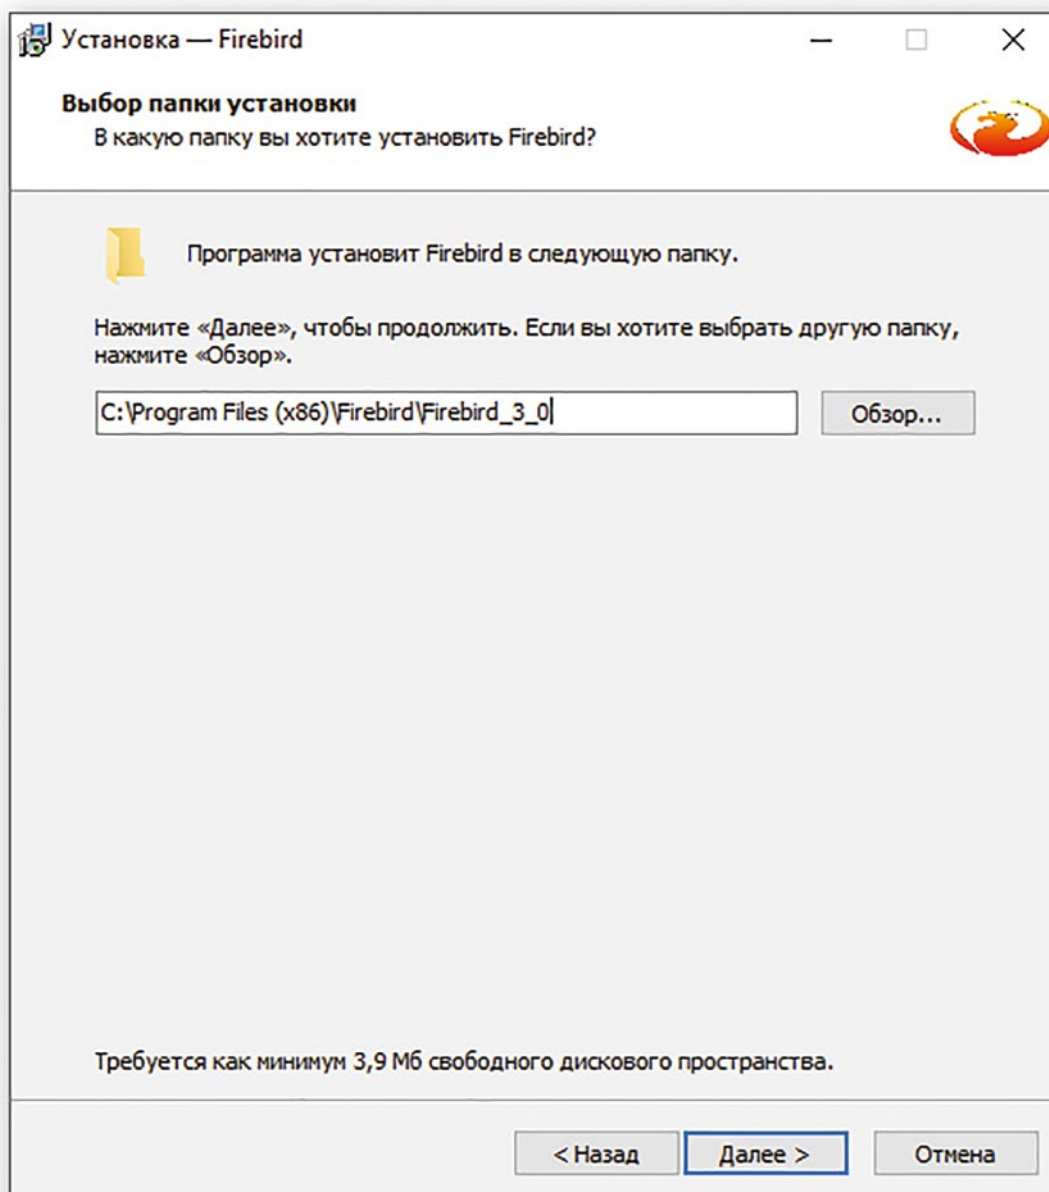 Установка — Firebird
Выбор папки установки
В какую папку вы хотите установить Firebird?
Программа установит Firebird в следующую папку.
Нажмите «Далее», чтобы продолжить. Если вы хотите выбрать другую папку,
нажмите «Обзор».
C:\Program Files (x86)\Firebird\Firebird_3_0
Обзор...
Требуется как минимум 3,9 Мб свободного дискового пространства.
< Назад
Далее >
Отмена